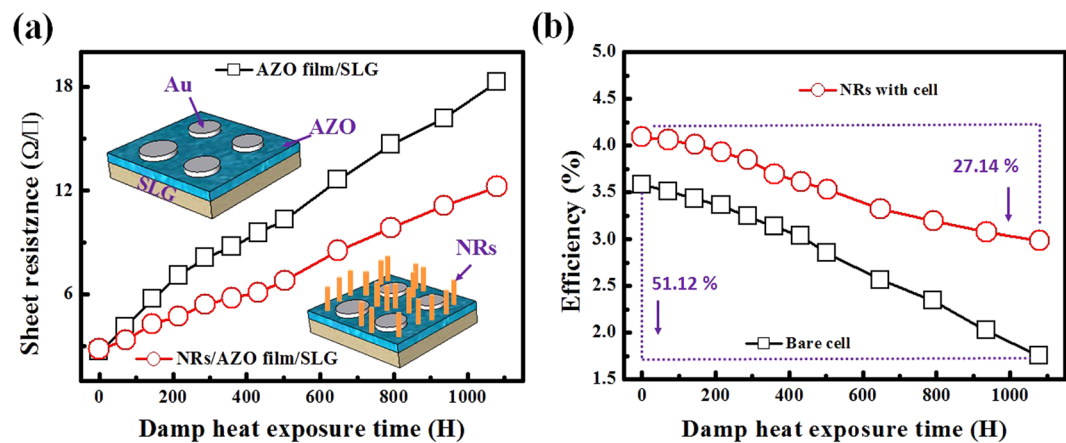 (a)
Sheet resistznce (Ω/□)
18
12
6
0
200
400
600
800
1000
Damp heat exposure time (H)
AZO film/SLG
Au
AZO
SLG
NRs
NRs/AZO film/SLG
(b)
Efficiency (%)
5.0
4.5
4.0
3.5
3.0
2.5
2.0
1.5
0
200
400
600
800
1000
Damp heat exposure time (H)
NRs with cell
27.14 %
51.12 %
Bare cell